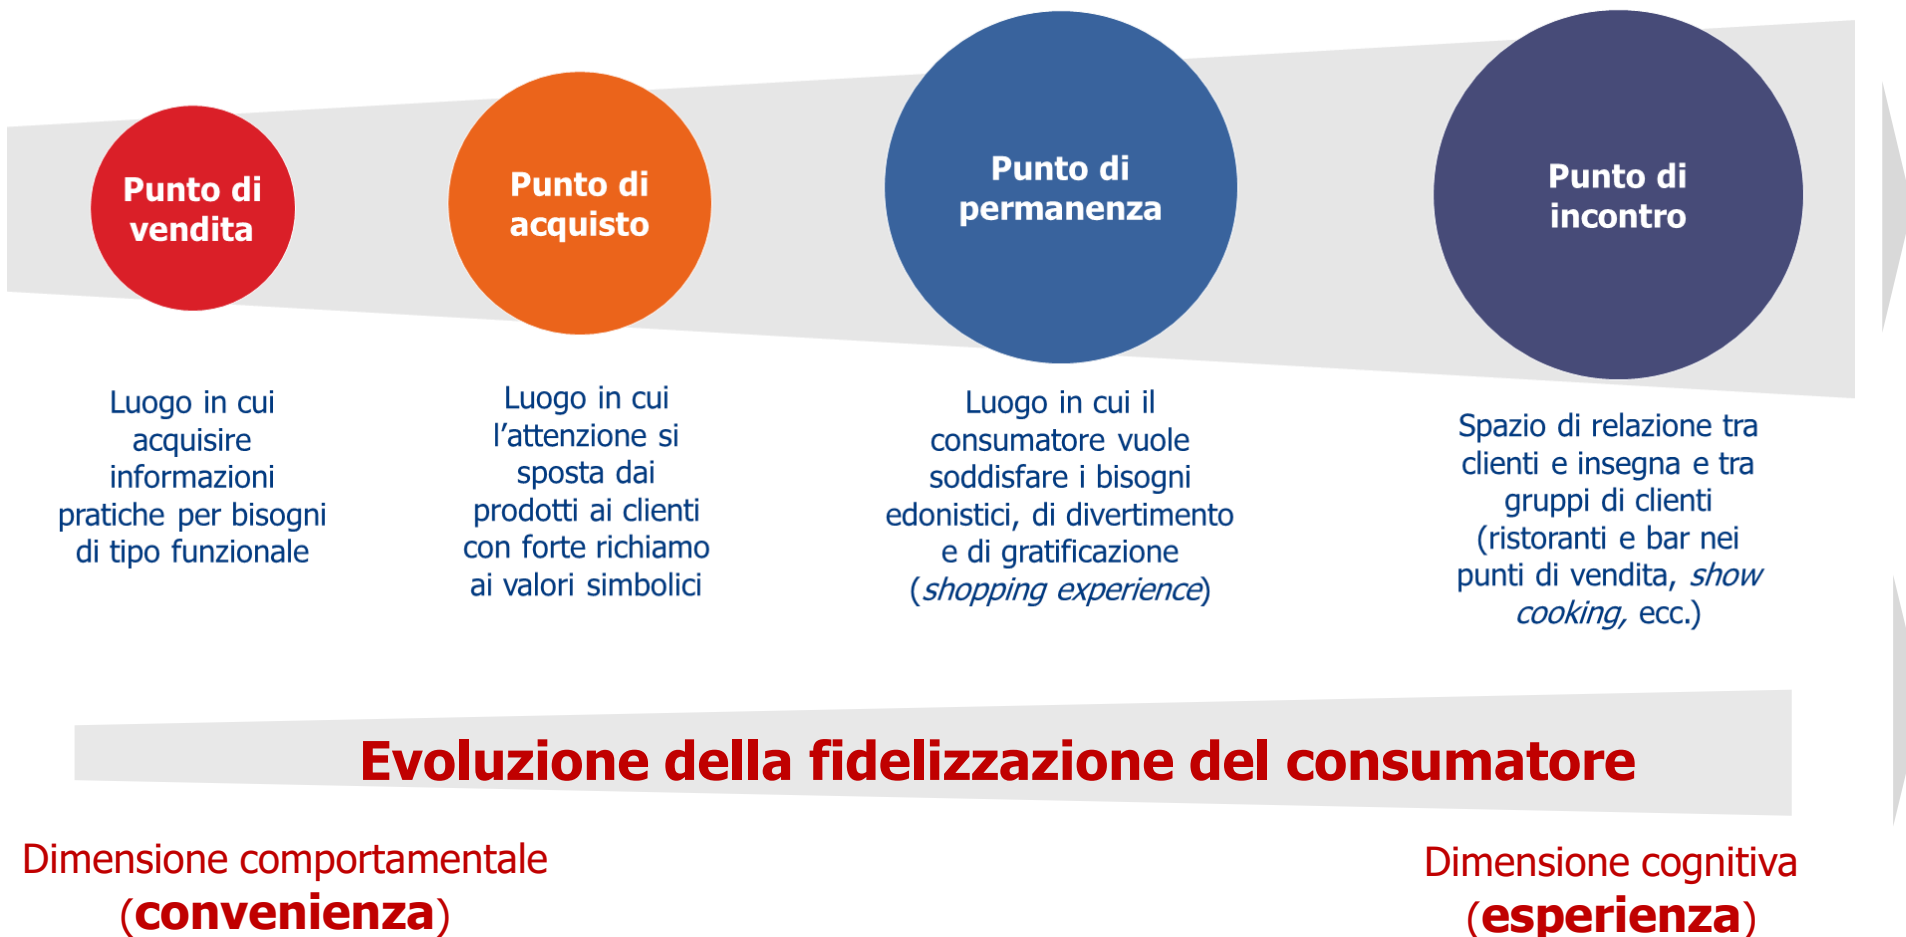 Punto di
vendita
Punto di
acquisto
Punto di
permanenza
Punto di
incontro
Luogo in cui
acquisire
informazioni
pratiche per bisogni
di tipo funzionale
Luogo in cui
l’attenzione si
sposta dai
prodotti ai clienti
con forte richiamo
ai valori simbolici
Luogo in cui il
consumatore vuole
soddisfare i bisogni
edonistici, di divertimento
e di gratificazione
(shopping experience)
Spazio di relazione tra
clienti e insegna e tra
gruppi di clienti
(ristoranti e bar nei
punti di vendita, show
cooking, ecc.)
Evoluzione della fidelizzazione del consumatore
Dimensione comportamentale
(convenienza)
Dimensione cognitiva
(esperienza)